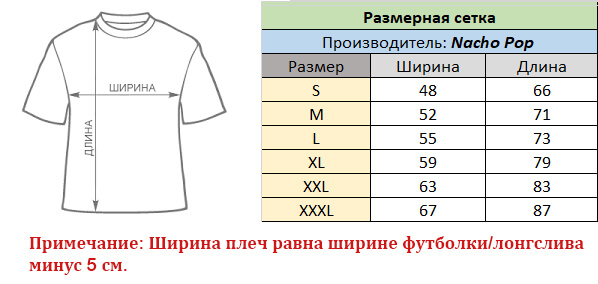 ШИРИНА
ДЛИНА
Размерная сетка
Производитель: Nacho Pop
Размер Ширина Длина
S 48 66
M 52 71
L 55 73
XL 59 79
XXL 63 83
XXXL 67 87
Примечание: Ширина плеч равна ширине футболки/лонгслива
минус 5 см.